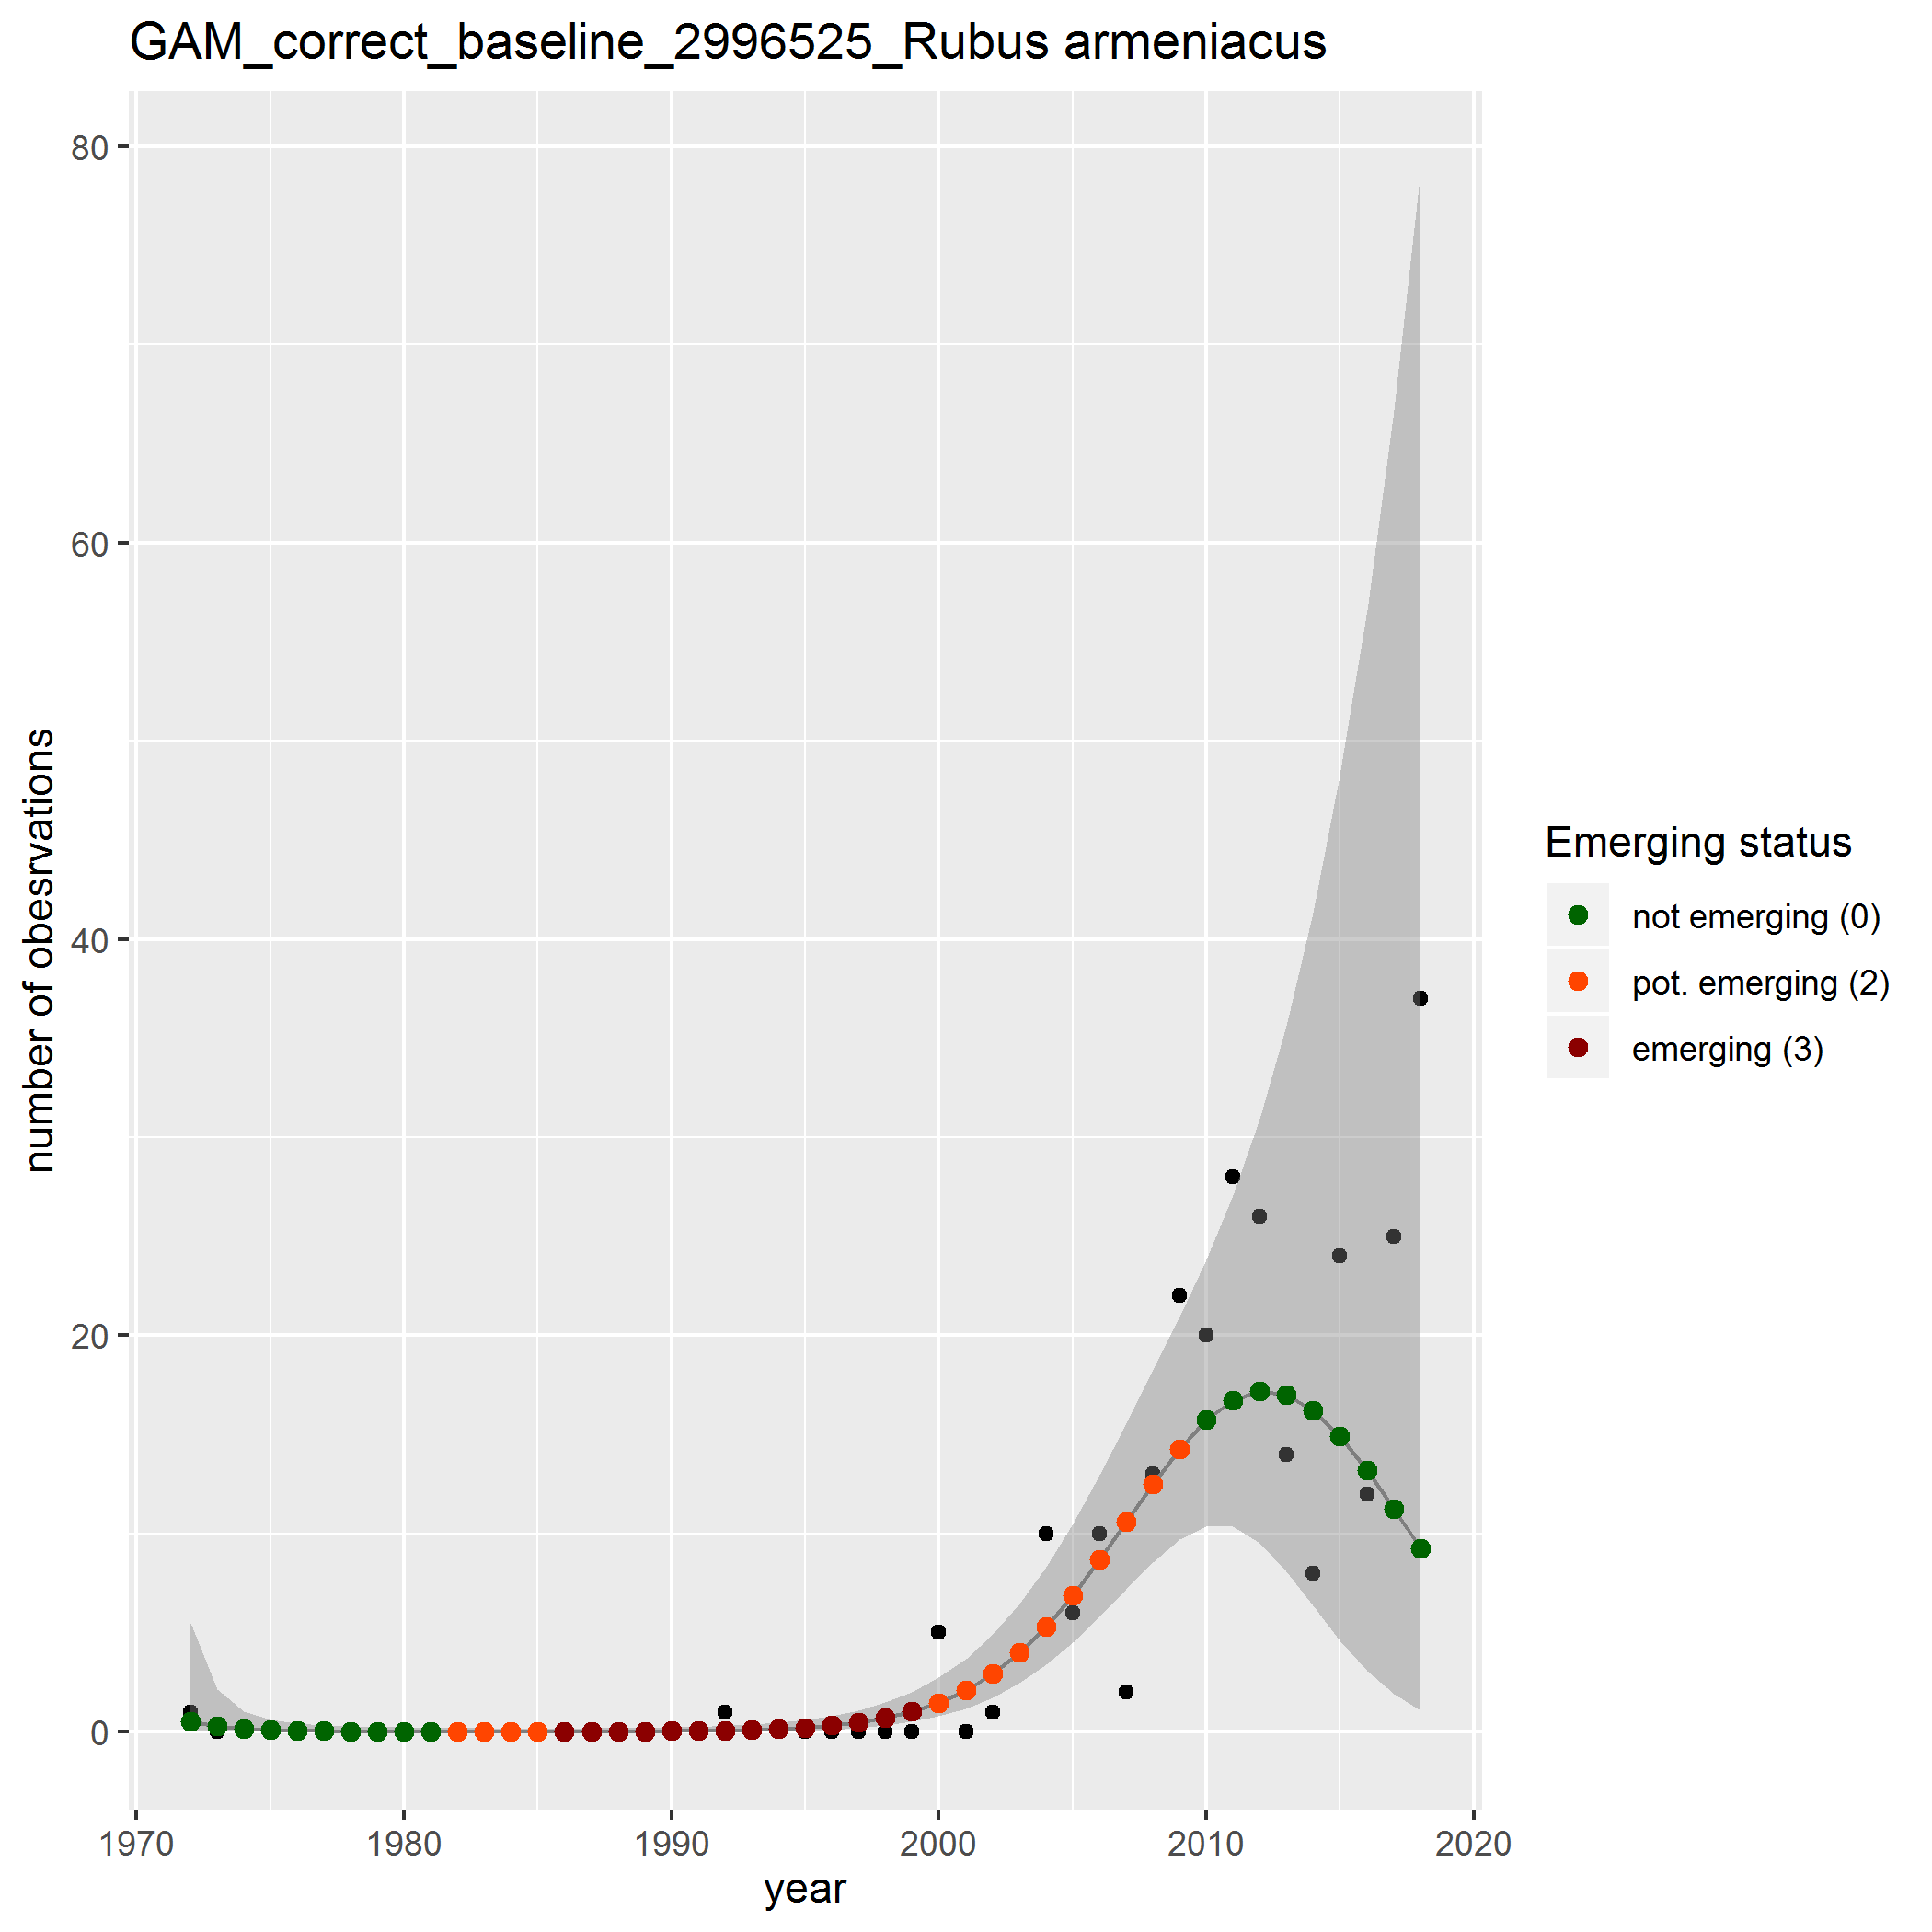 GAM_correct_baseline_2996525_Rubus armeniacus
80
60
40
20
0
number of obesrvations
1970
1980
1990
2000
2010
2020
year
Emerging status
not emerging (0)
pot. emerging (2)
emerging (3)